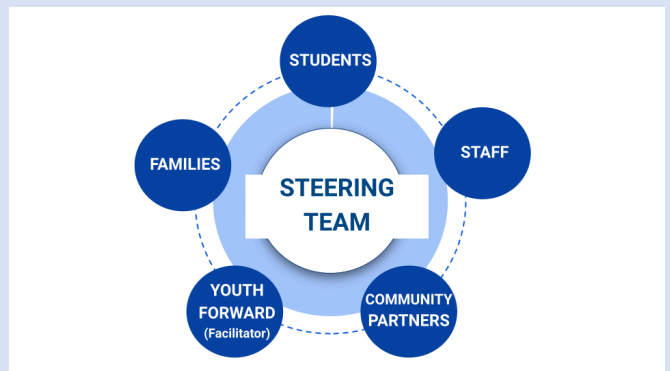 STUDENTS
STAFF
FAMILIES
STEERING
TEAM
YOUTH
FORWARD
(Facilitator)
COMMUNITY
PARTNERS